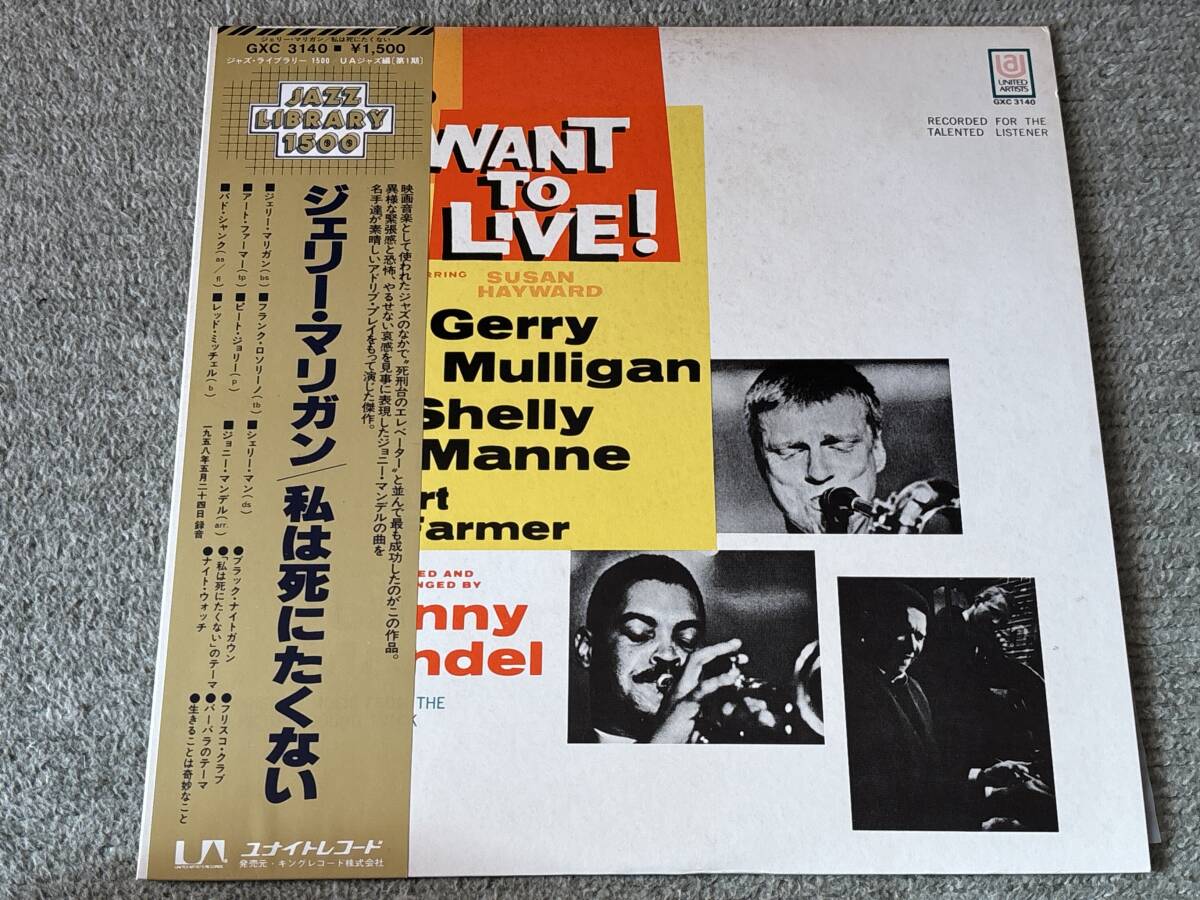 ジェリー・マリガン/私は死にたくない
GXC 3140 ■ ¥1,500
ジャズ・ライブラリー 1500 UAジャズ編〔第1期〕
JAZZ
LIBRARY
1500
映画音楽として使われたジャズのなかで“死刑台のエレベーター”と並んで最も成功したのがこの作品。
異様な緊張感と恐怖、やるせない哀感を見事に表現したジョニー・マンデルの曲を
名手達が素晴しいアドリブ・プレイをもって演じた傑作。
ジェリー・マリガン/私は死にたくない
■ジェリー・マリガン(bs)
■アート・ファーマー(tp)
■バド・シャンク(as/fl)
■フランク・ロソリーノ(tb)
■ピート・ジョリー(p)
■レッド・ミッチェル(b)
■シェリー・マン(ds)
■ジョニー・マンデル(arr.)
一九五八年五月二十四日 録音
●ブラック・ナイトガウン
●「私は死にたくない」のテーマ
●ナイト・ウォッチ
●フリスコ・クラブ
●バーバラのテーマ
●生きることは奇妙なこと
UA
UNITED ARTISTS RECORDS
ユナイトレコード
発売元・キングレコード株式会社
WANT
TO
LIVE!
RRING SUSAN
HAYWARD
Gerry
Mulligan
Shelly
Manne
rt
Farmer
ED AND
NGED BY
nny
ndel
THE
K
UNITED
ARTISTS
GXC 3140
RECORDED FOR THE
TALENTED LISTENER